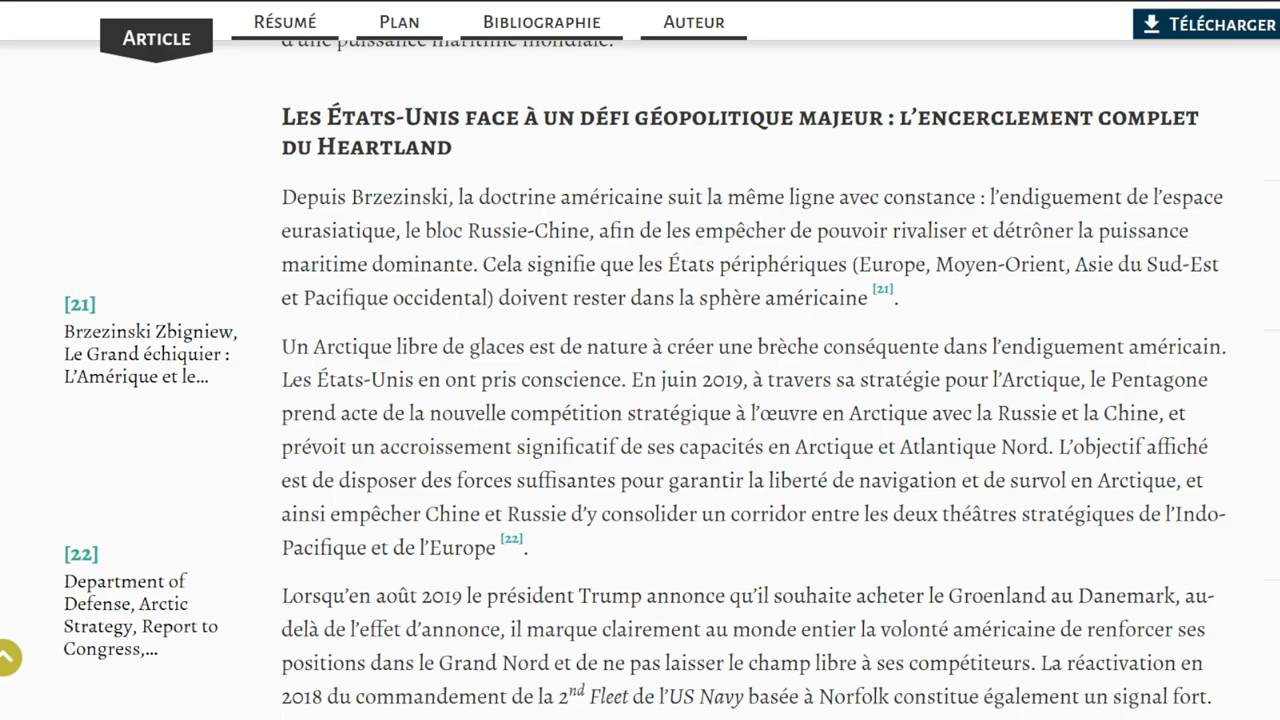 ARTICLE
RÉSUMÉ
PLAN
BIBLIOGRAPHIE
AUTEUR
TÉLÉCHARGER
d'une puissance maritime mondiale.
LES ÉTATS-UNIS FACE À UN DÉFI GÉOPOLITIQUE MAJEUR : L'ENCERCLEMENT COMPLET
DU HEARTLAND
Depuis Brzezinski, la doctrine américaine suit la même ligne avec constance : l'endiguement de l'espace
eurasiatique, le bloc Russie-Chine, afin de les empêcher de pouvoir rivaliser et détrôner la puissance
maritime dominante. Cela signifie que les États périphériques (Europe, Moyen-Orient, Asie du Sud-Est
et Pacifique occidental) doivent rester dans la sphère américaine [21].
[21]
Brzezinski Zbigniew,
Le Grand échiquier :
L'Amérique et le...
Un Arctique libre de glaces est de nature à créer une brèche conséquente dans l'endiguement américain.
Les États-Unis en ont pris conscience. En juin 2019, à travers sa stratégie pour l'Arctique, le Pentagone
prend acte de la nouvelle compétition stratégique à l'œuvre en Arctique avec la Russie et la Chine, et
prévoit un accroissement significatif de ses capacités en Arctique et Atlantique Nord. L'objectif affiché
est de disposer des forces suffisantes pour garantir la liberté de navigation et de survol en Arctique, et
ainsi empêcher Chine et Russie d'y consolider un corridor entre les deux théâtres stratégiques de l'Indo-
Pacifique et de l'Europe [22].
[22]
Department of
Defense, Arctic
Strategy, Report to
Congress,...
Lorsqu'en août 2019 le président Trump annonce qu'il souhaite acheter le Groenland au Danemark, au-
delà de l'effet d'annonce, il marque clairement au monde entier la volonté américaine de renforcer ses
positions dans le Grand Nord et de ne pas laisser le champ libre à ses compétiteurs. La réactivation en
2018 du commandement de la 2nd Fleet de l'US Navy basée à Norfolk constitue également un signal fort.